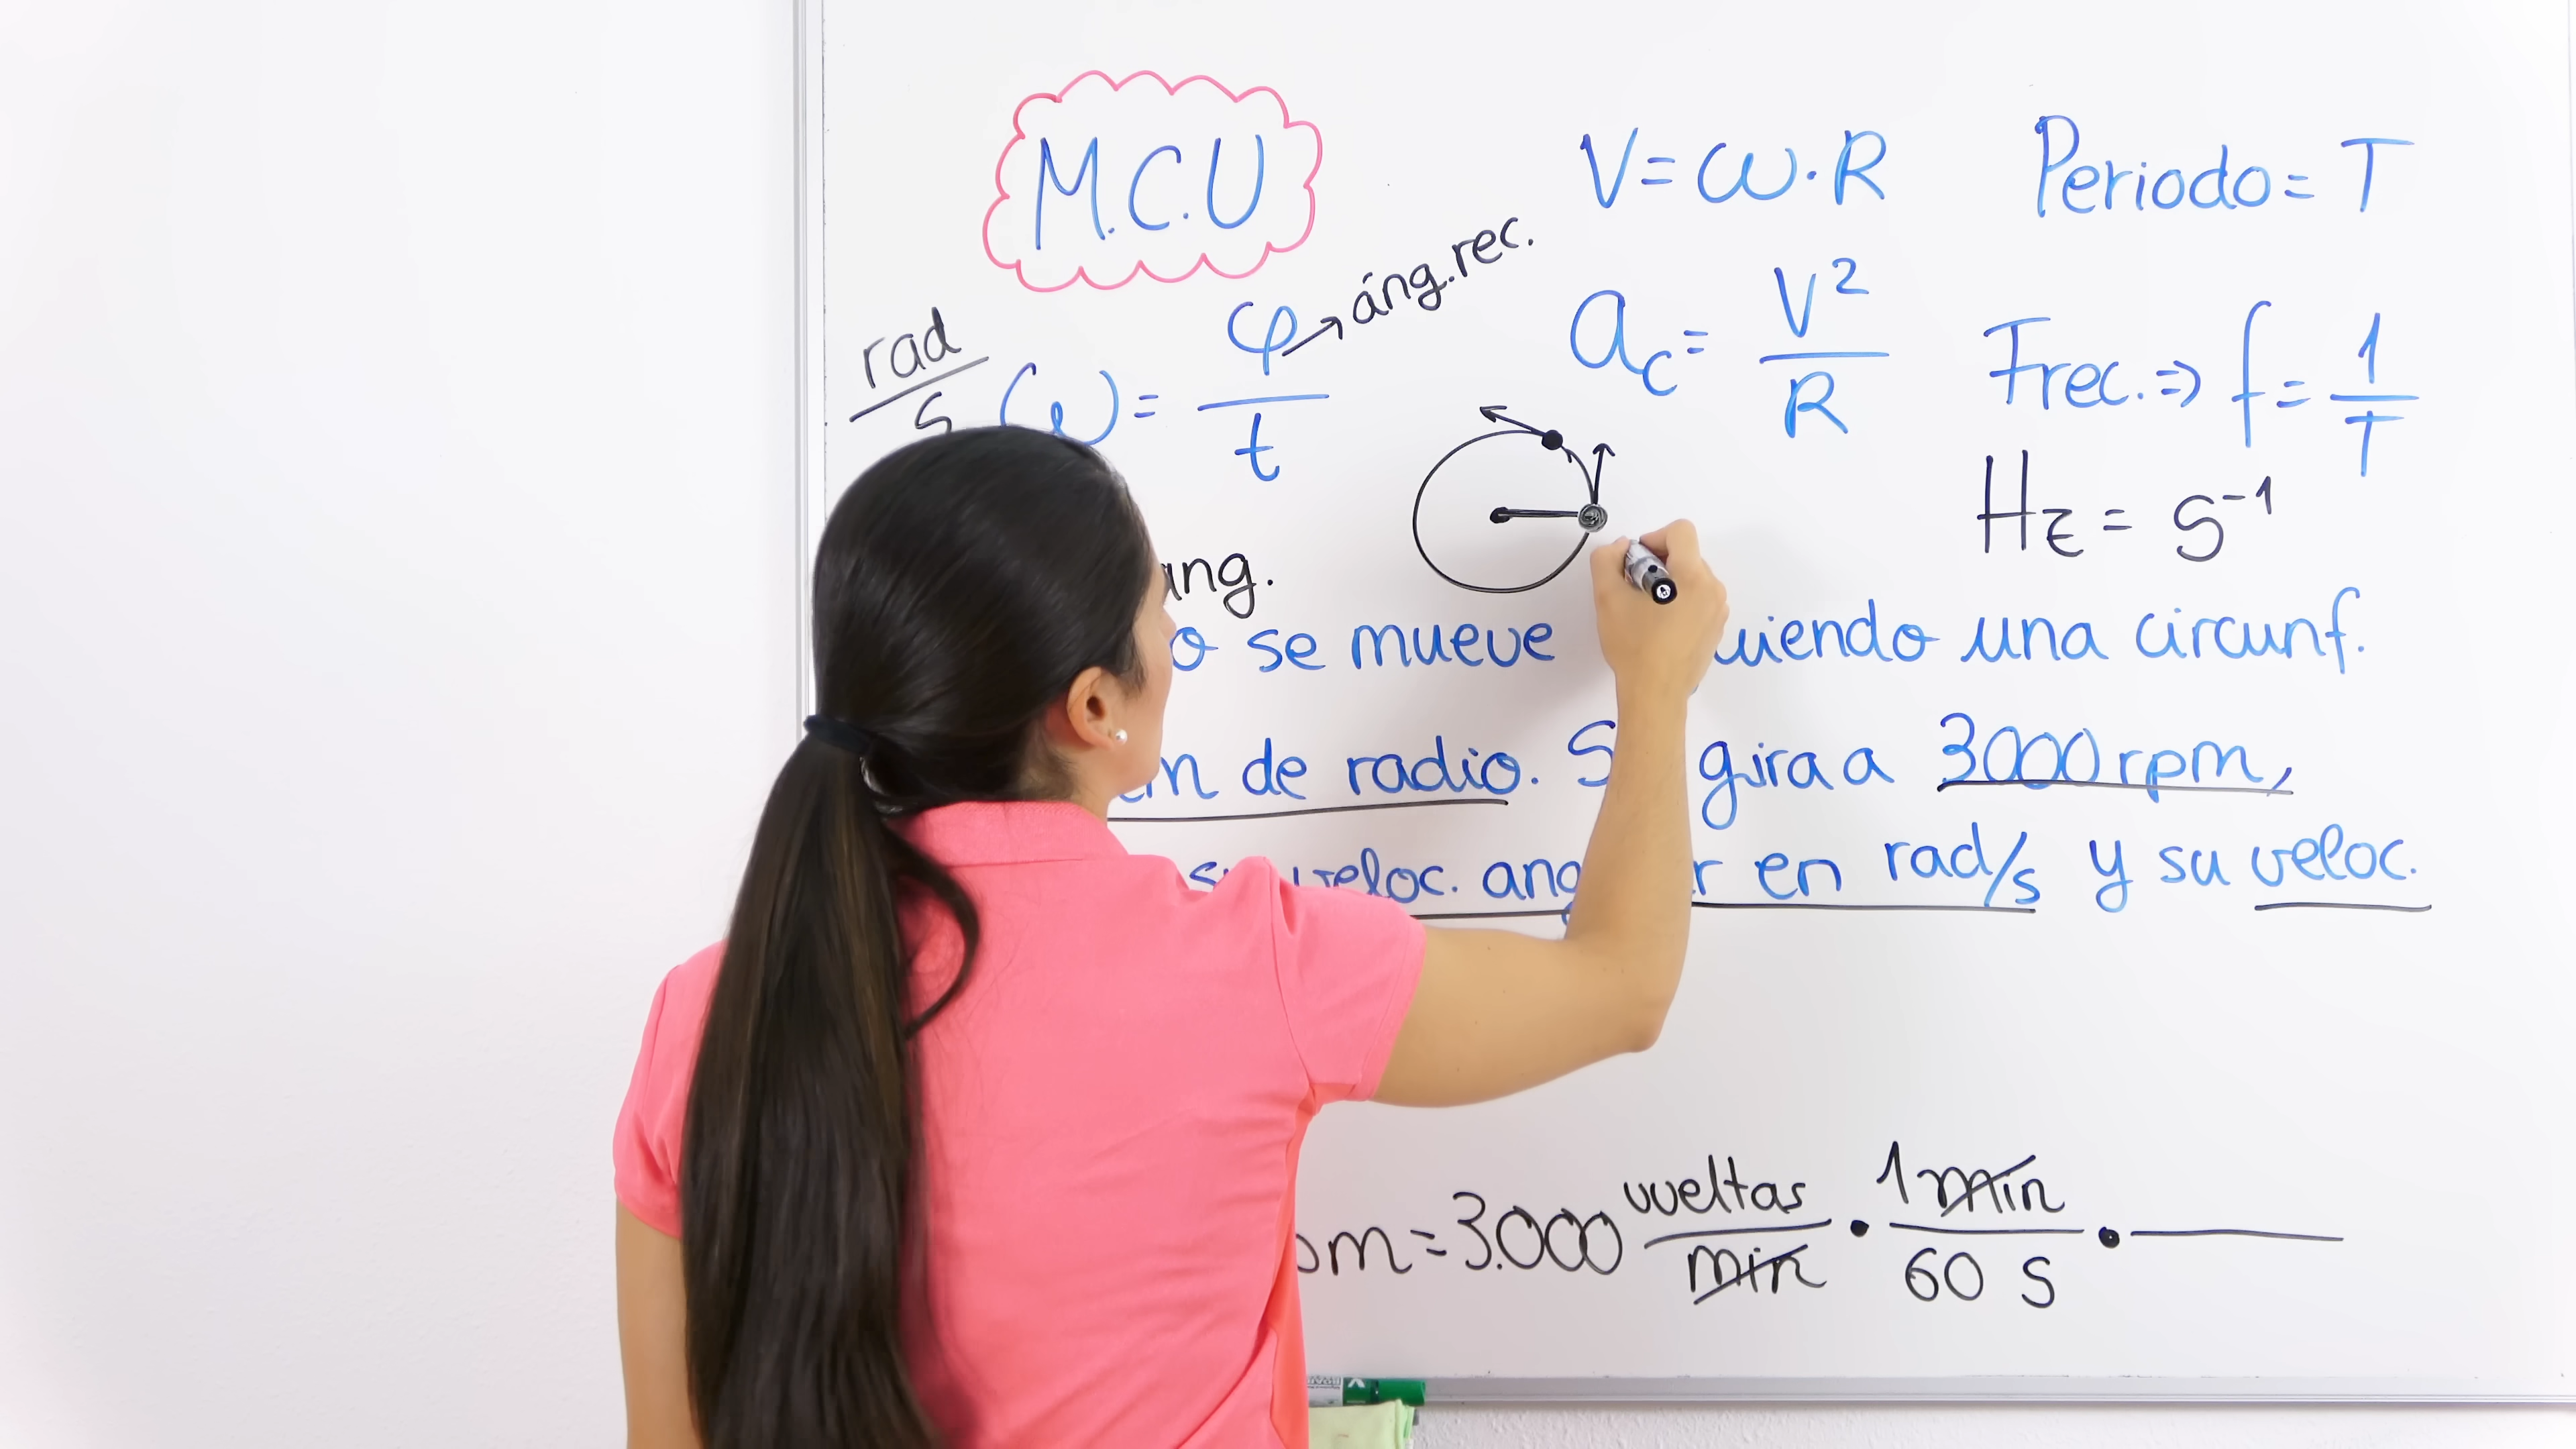 M.C.U
V = ω · R
Periodo = T
rad/s ω = φ/t → áng.rec.
ac = V²/R
Frec. ⇒ f = 1/T
Hz = s⁻¹
ang.
o se mueve uiendo una circunf.
de radio. S gira a 3000 rpm,
veloc. ang r en rad/s y su veloc.
pm = 3.000 vueltas/min · 1 min/60 s ·